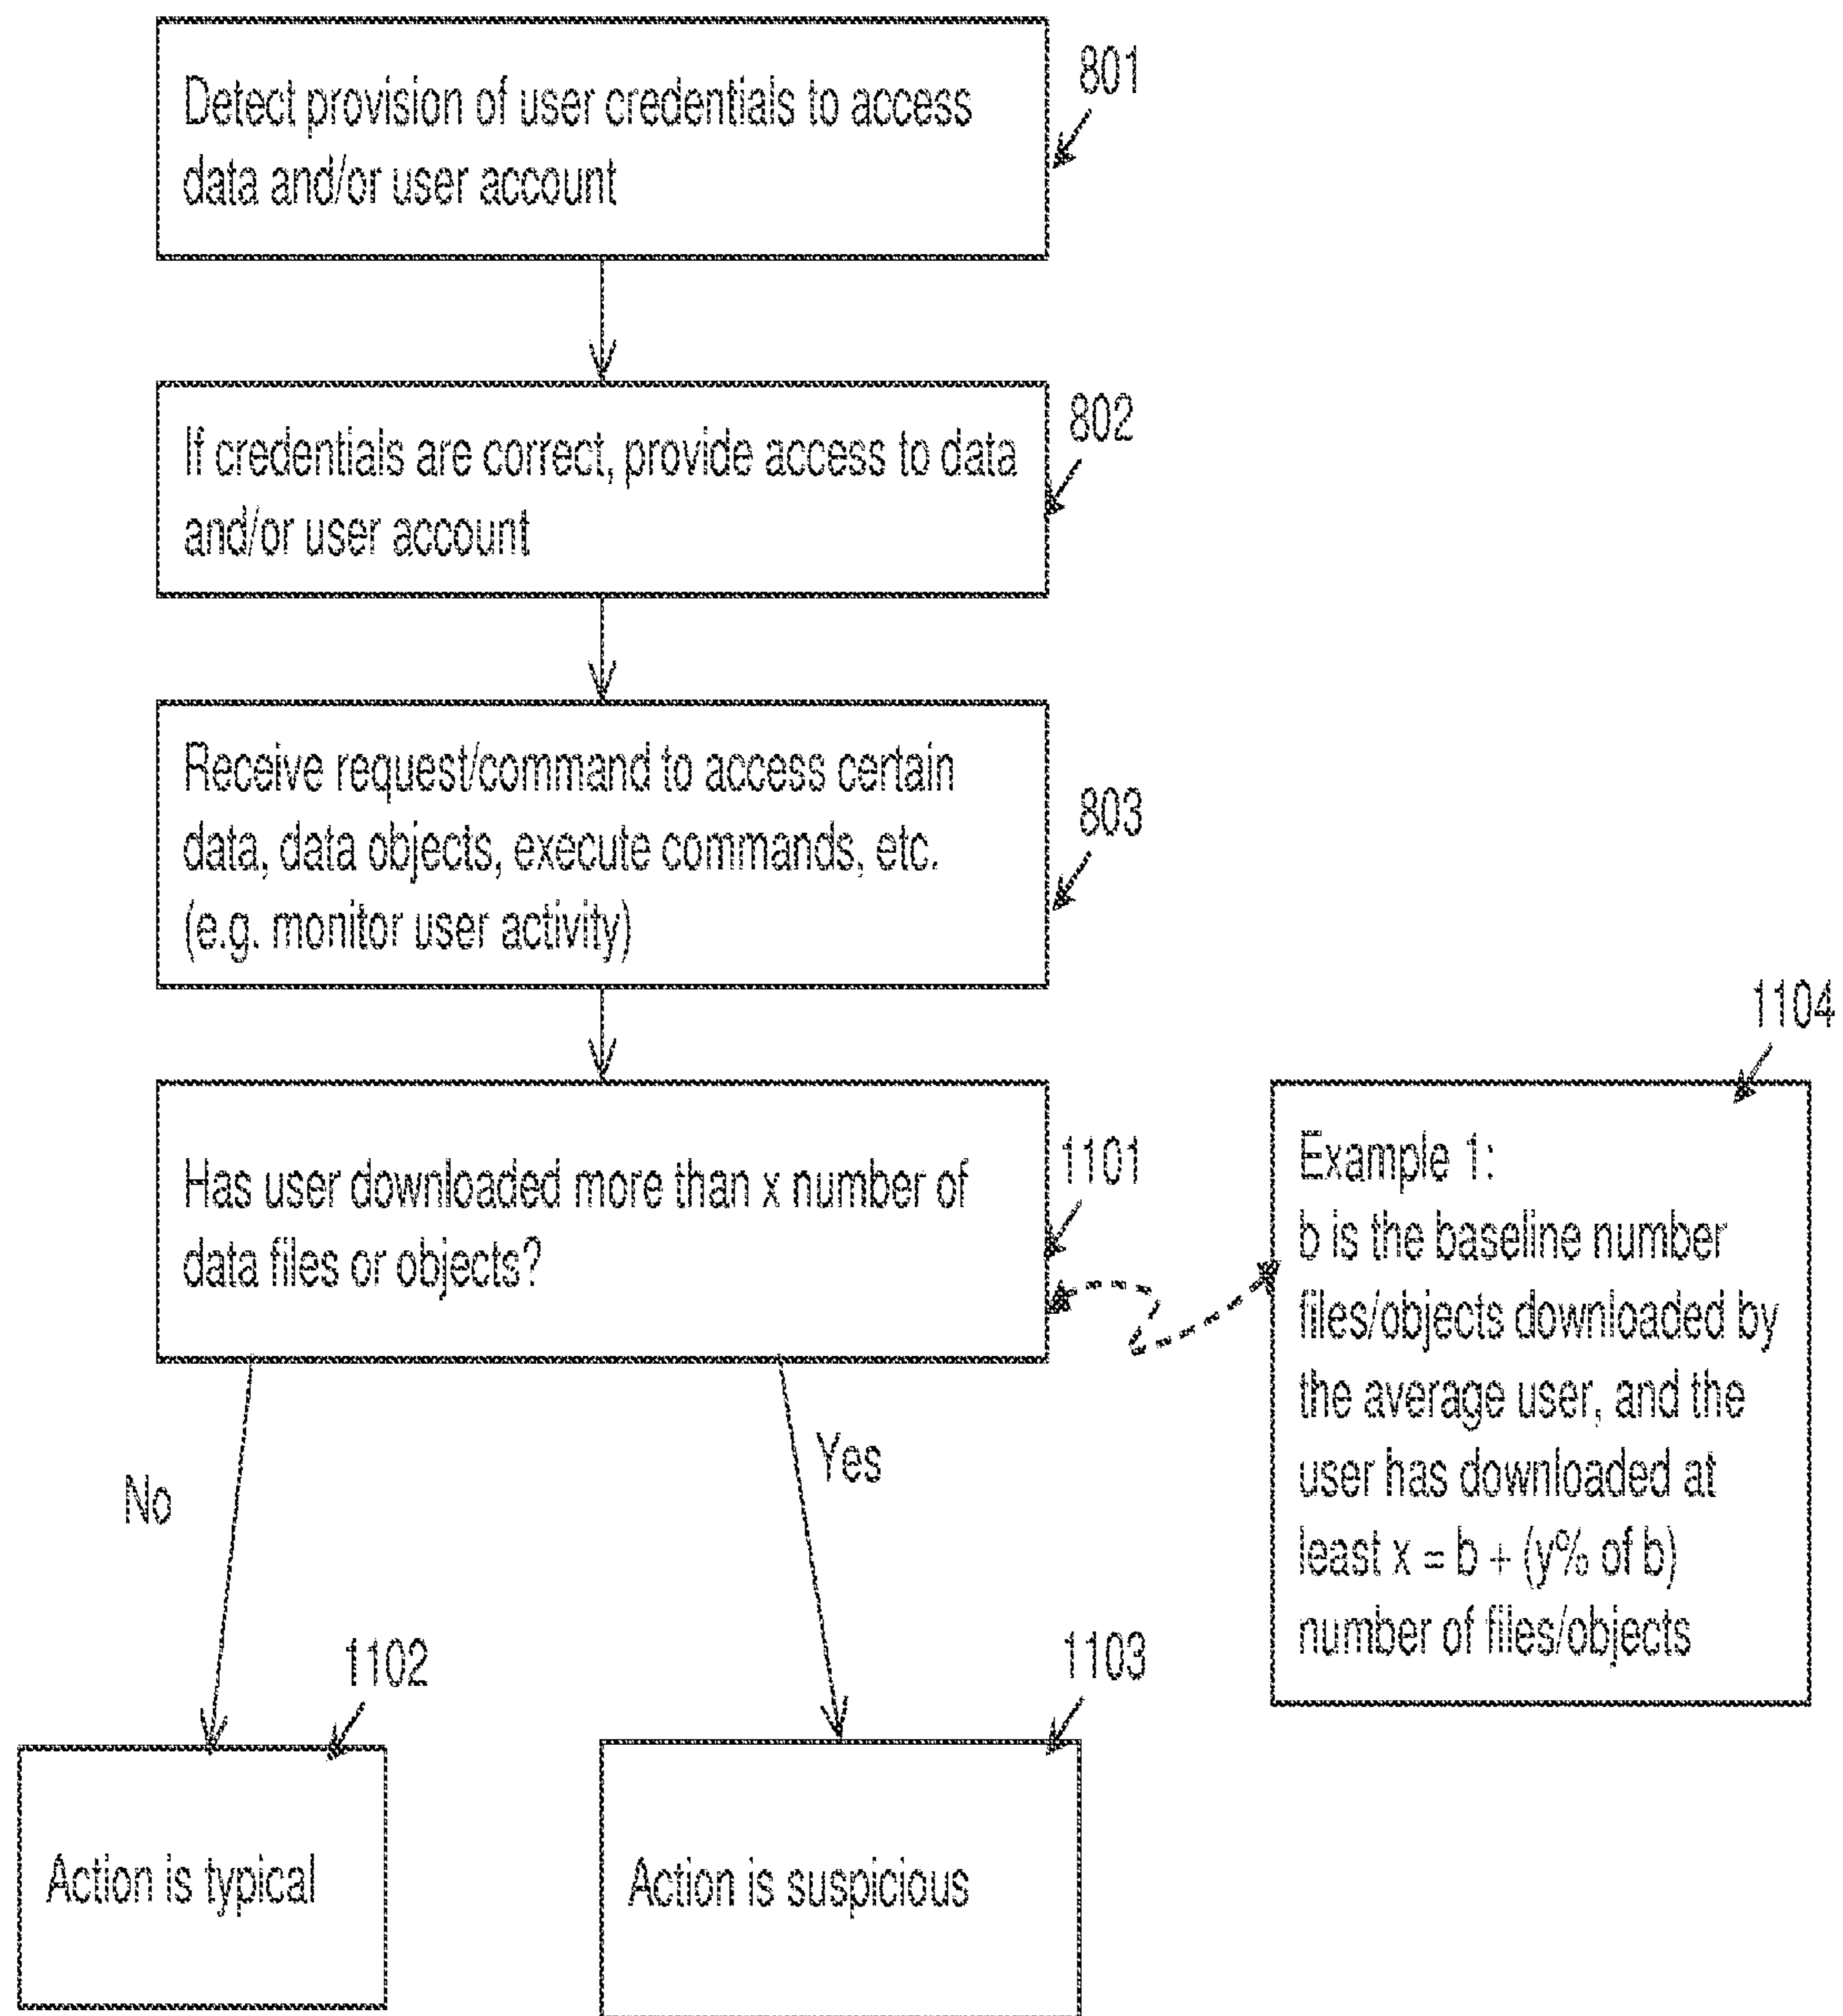 Detect provision of user credentials to access
data and/or user account
801
If credentials are correct, provide access to data
and/or user account
802
Receive request/command to access certain
data, data objects, execute commands, etc.
(e.g. monitor user activity)
803
Has user downloaded more than x number of
data files or objects?
1101
1104
Example 1:
b is the baseline number
files/objects downloaded by
the average user, and the
user has downloaded at
least x = b + (y% of b)
number of files/objects
No
Yes
1102
Action is typical
1103
Action is suspicious